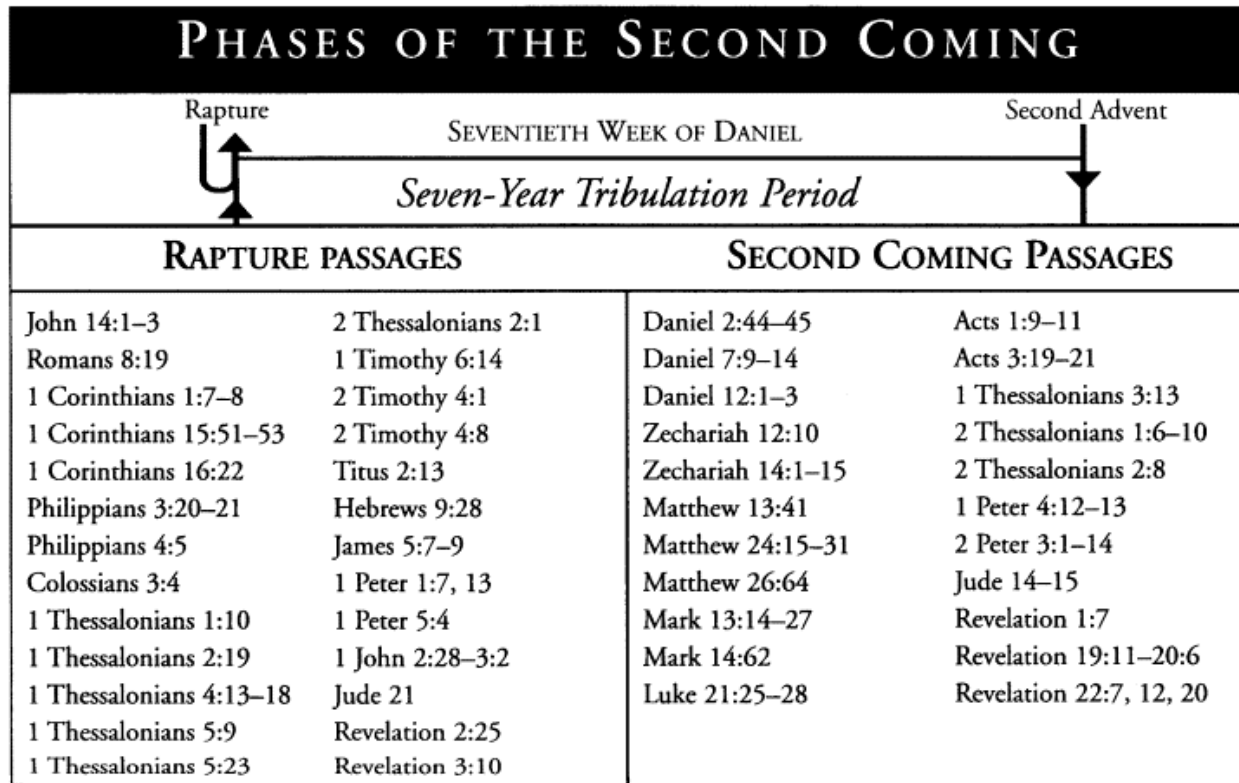 PHASES OF THE SECOND COMING
Rapture
Second Advent
SEVENTIETH WEEK OF DANIEL
Seven-Year Tribulation Period
RAPTURE PASSAGES
John 14:1–3
Romans 8:19
1 Corinthians 1:7–8
1 Corinthians 15:51–53
1 Corinthians 16:22
Philippians 3:20–21
Philippians 4:5
Colossians 3:4
1 Thessalonians 1:10
1 Thessalonians 2:19
1 Thessalonians 4:13–18
1 Thessalonians 5:9
1 Thessalonians 5:23
2 Thessalonians 2:1
1 Timothy 6:14
2 Timothy 4:1
2 Timothy 4:8
Titus 2:13
Hebrews 9:28
James 5:7–9
1 Peter 1:7, 13
1 Peter 5:4
1 John 2:28–3:2
Jude 21
Revelation 2:25
Revelation 3:10
SECOND COMING PASSAGES
Daniel 2:44–45
Daniel 7:9–14
Daniel 12:1–3
Zechariah 12:10
Zechariah 14:1–15
Matthew 13:41
Matthew 24:15–31
Matthew 26:64
Mark 13:14–27
Mark 14:62
Luke 21:25–28
Acts 1:9–11
Acts 3:19–21
1 Thessalonians 3:13
2 Thessalonians 1:6–10
2 Thessalonians 2:8
1 Peter 4:12–13
2 Peter 3:1–14
Jude 14–15
Revelation 1:7
Revelation 19:11–20:6
Revelation 22:7, 12, 20